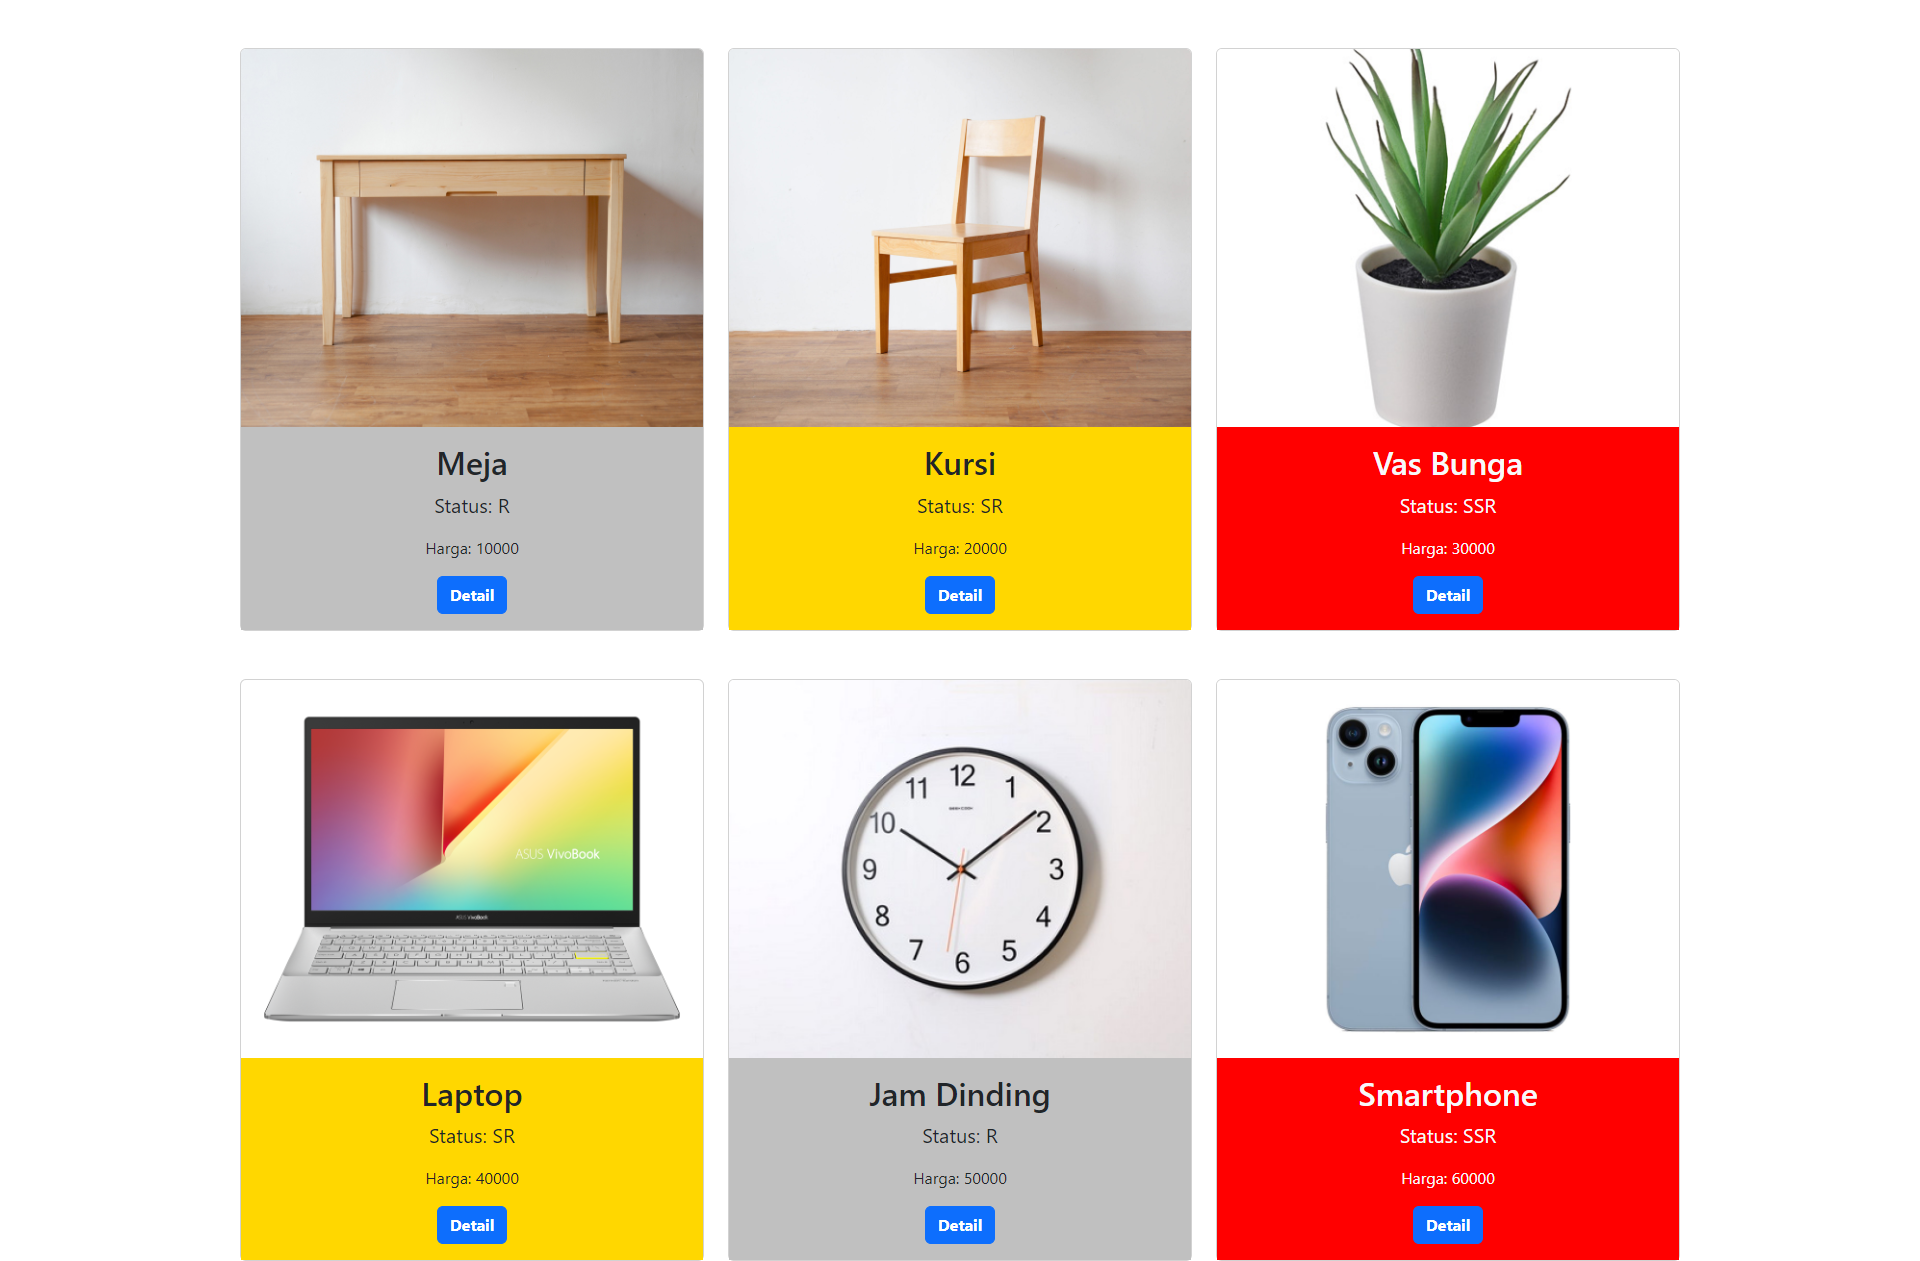 Meja
Status: R
Harga: 10000
Detail
Kursi
Status: SR
Harga: 20000
Detail
Vas Bunga
Status: SSR
Harga: 30000
Detail
ASUS VivoBook
ASUS VivoBook
Laptop
Status: SR
Harga: 40000
Detail
12
1
2
3
4
5
6
7
8
9
10
11
Jam Dinding
Status: R
Harga: 50000
Detail
Smartphone
Status: SSR
Harga: 60000
Detail